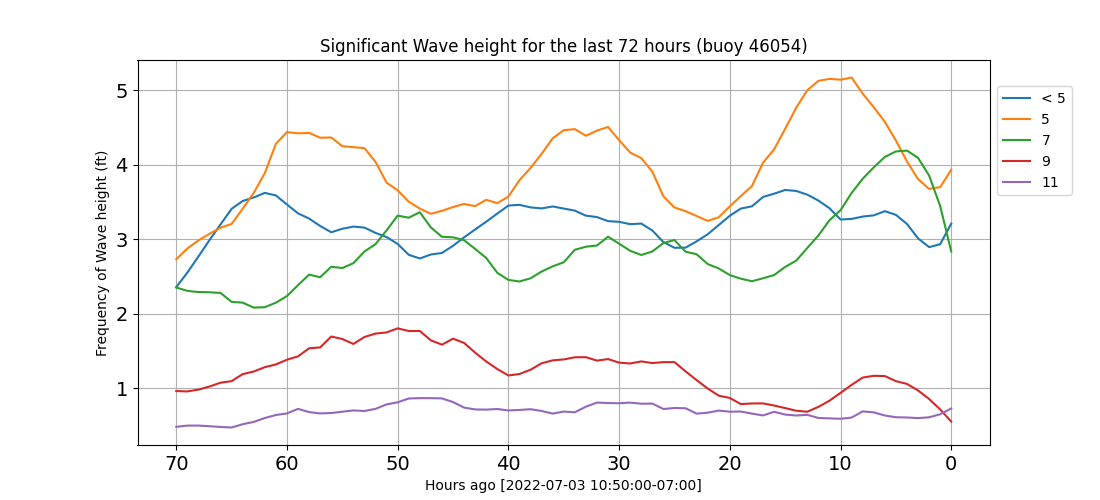 Significant Wave height for the last 72 hours (buoy 46054)
Frequency of Wave height (ft)
5
4
3
2
1
70 60 50 40 30 20 10 0
Hours ago [2022-07-03 10:50:00-07:00]
< 5
5
7
9
11